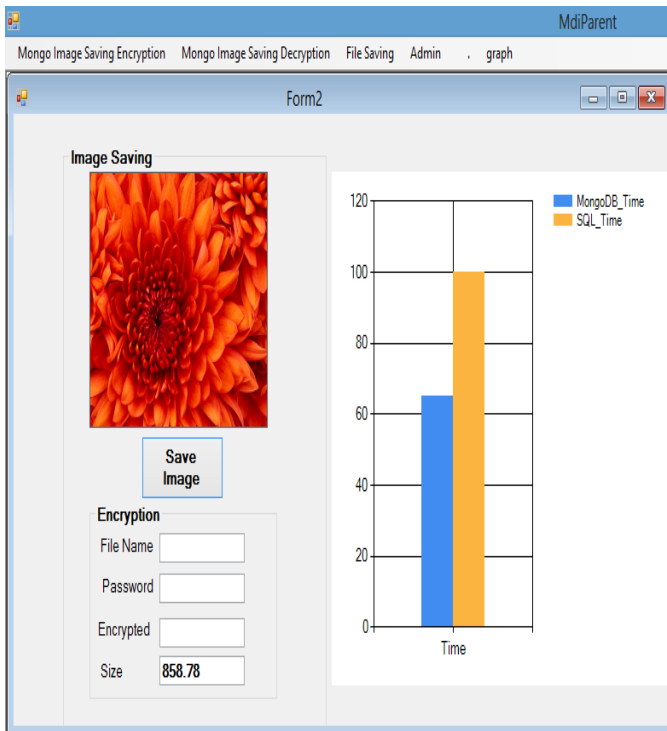 MdiParent
Mongo Image Saving Encryption Mongo Image Saving Decryption File Saving Admin . graph
Form2
Image Saving
Save
Image
Encryption
File Name
Password
Encrypted
Size 858.78
120
100
80
60
40
20
0
Time
MongoDB_Time
SQL_Time